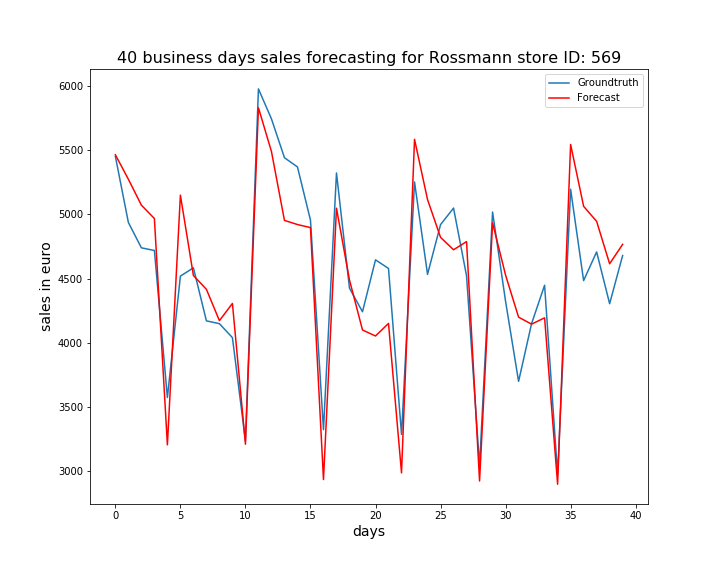 40 business days sales forecasting for Rossmann store ID: 569
Groundtruth
Forecast
6000
5500
5000
4500
4000
3500
3000
sales in euro
0 5 10 15 20 25 30 35 40
days